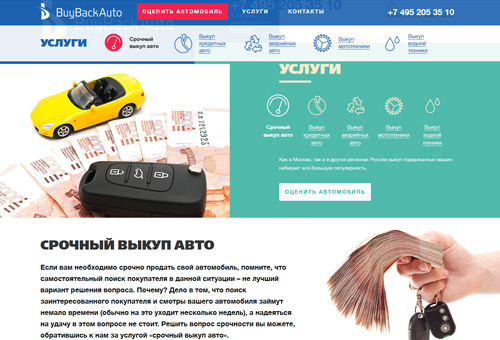 BuyBackAuto
ОЦЕНИТЬ АВТОМОБИЛЬ
УСЛУГИ
КОНТАКТЫ
+7 495 205 35 10
УСЛУГИ
Срочный
выкуп авто
Выкуп
кредитных
авто
Выкуп
аварийных
авто
Выкуп
мототехники
Выкуп
водной
техники
УСЛУГИ
Срочный
выкуп авто
Выкуп
кредитных
авто
Выкуп
аварийных
авто
Выкуп
мототехники
Выкуп
водной
техники
Как и Москве, так и в других регионах России выкуп подержанных машин
набирает всё большую популярность.
ОЦЕНИТЬ АВТОМОБИЛЬ
СРОЧНЫЙ ВЫКУП АВТО
Если вам необходимо срочно продать свой автомобиль, помните, что
самостоятельный поиск покупателя в данной ситуации – не лучший
вариант решения вопроса. Почему? Дело в том, что поиск
заинтересованного покупателя и смотры вашего автомобиля займут
немало времени (обычно на это уходит несколько недель), а надеяться
на удачу в этом вопросе не стоит. Решить вопрос срочности вы можете,
обратившись к нам за услугой «срочный выкуп авто».